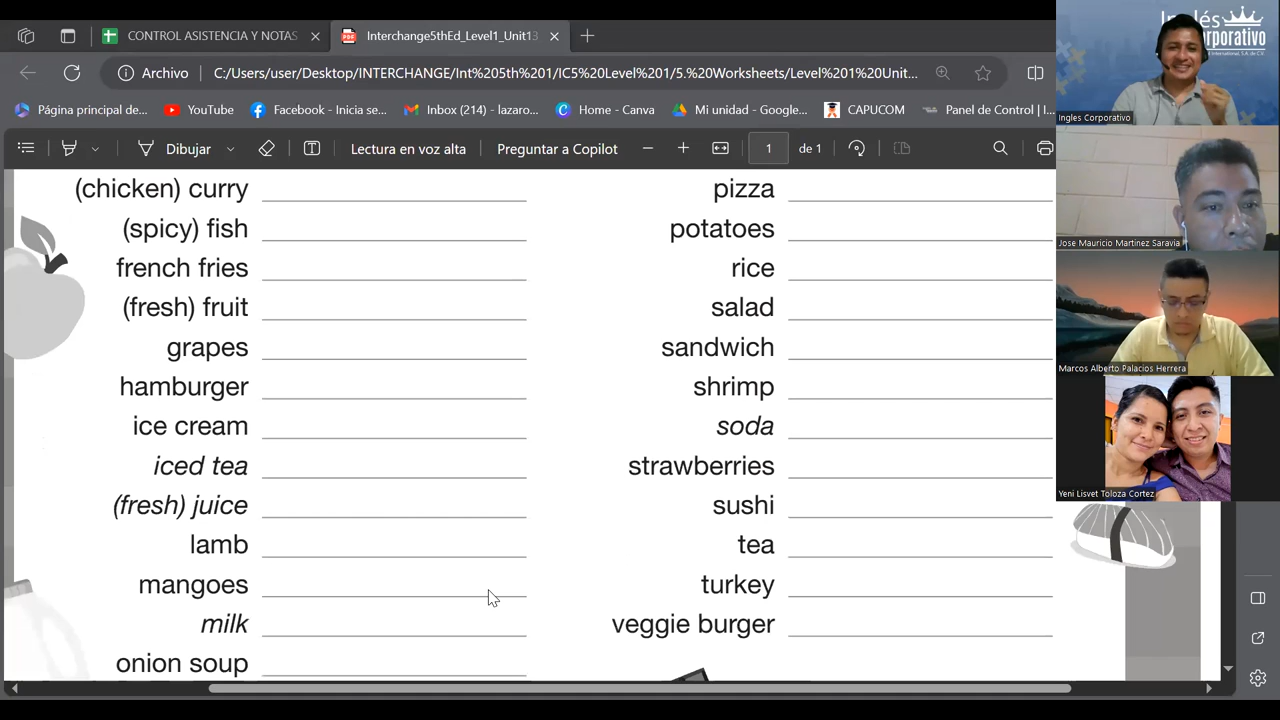 CONTROL ASISTENCIA Y NOTAS
Interchange5thEd_Level1_Unit13
Archivo
C:/Users/user/Desktop/INTERCHANGE/Int%205th%201/IC5%20Level%201/5.%20Worksheets/Level%201%20Unit...
Página principal de...
YouTube
Facebook - Inicia se...
Inbox (214) - lazaro...
Home - Canva
Mi unidad - Google...
CAPUCOM
Panel de Control | I...
Dibujar
Lectura en voz alta
Preguntar a Copilot
1
de 1
(chicken) curry
(spicy) fish
french fries
(fresh) fruit
grapes
hamburger
ice cream
iced tea
(fresh) juice
lamb
mangoes
milk
onion soup
pizza
potatoes
rice
salad
sandwich
shrimp
soda
strawberries
sushi
tea
turkey
veggie burger
Ingles Corporativo
Jose Mauricio Martinez Saravia
Marcos Alberto Palacios Herrera
Yeni Lisvet Toloza Cortez